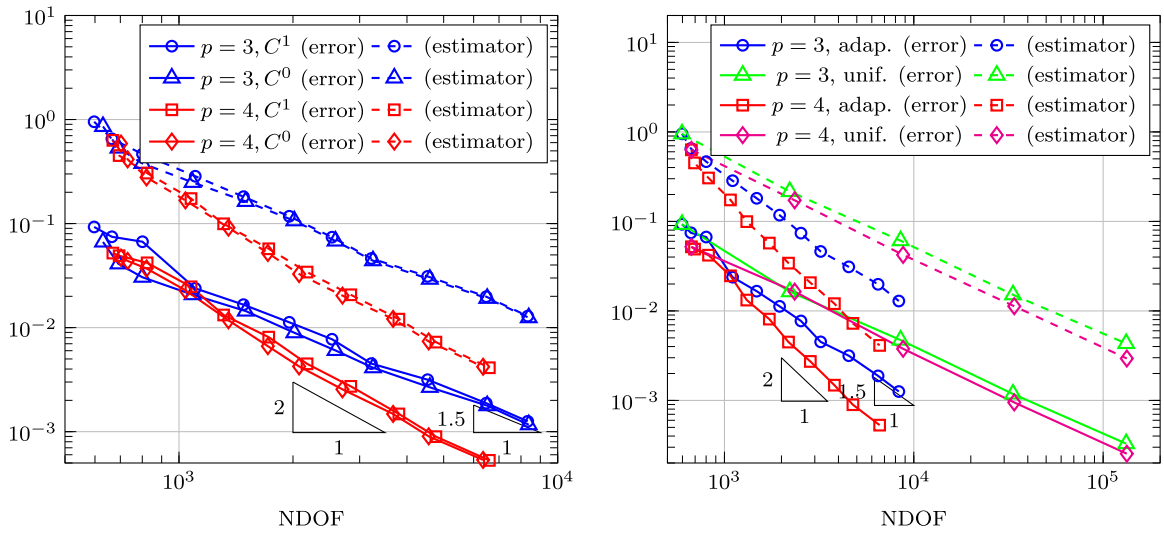 10^1
10^0
10^−1
10^−2
10^−3
10^3
10^4
NDOF
p = 3, C^1 (error) (estimator)
p = 3, C^0 (error) (estimator)
p = 4, C^1 (error) (estimator)
p = 4, C^0 (error) (estimator)
2
1
1.5
1
10^1
10^0
10^−1
10^−2
10^−3
10^3
10^4
10^5
NDOF
p = 3, adap. (error) (estimator)
p = 3, unif. (error) (estimator)
p = 4, adap. (error) (estimator)
p = 4, unif. (error) (estimator)
2
1
1.5
1